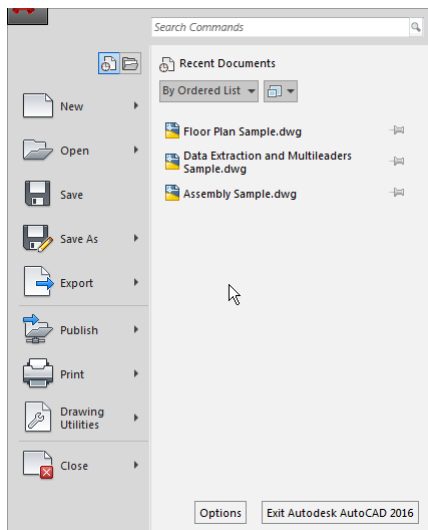 Search Commands
Recent Documents
By Ordered List
New
Open
Save
Save As
Export
Publish
Print
Drawing
Utilities
Close
Floor Plan Sample.dwg
Data Extraction and Multileaders
Sample.dwg
Assembly Sample.dwg
Options
Exit Autodesk AutoCAD 2016